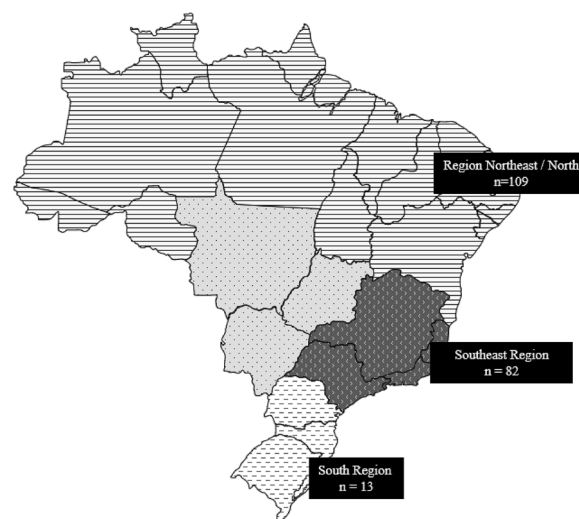 Region Northeast / North
n=109
Southeast Region
n = 82
South Region
n = 13